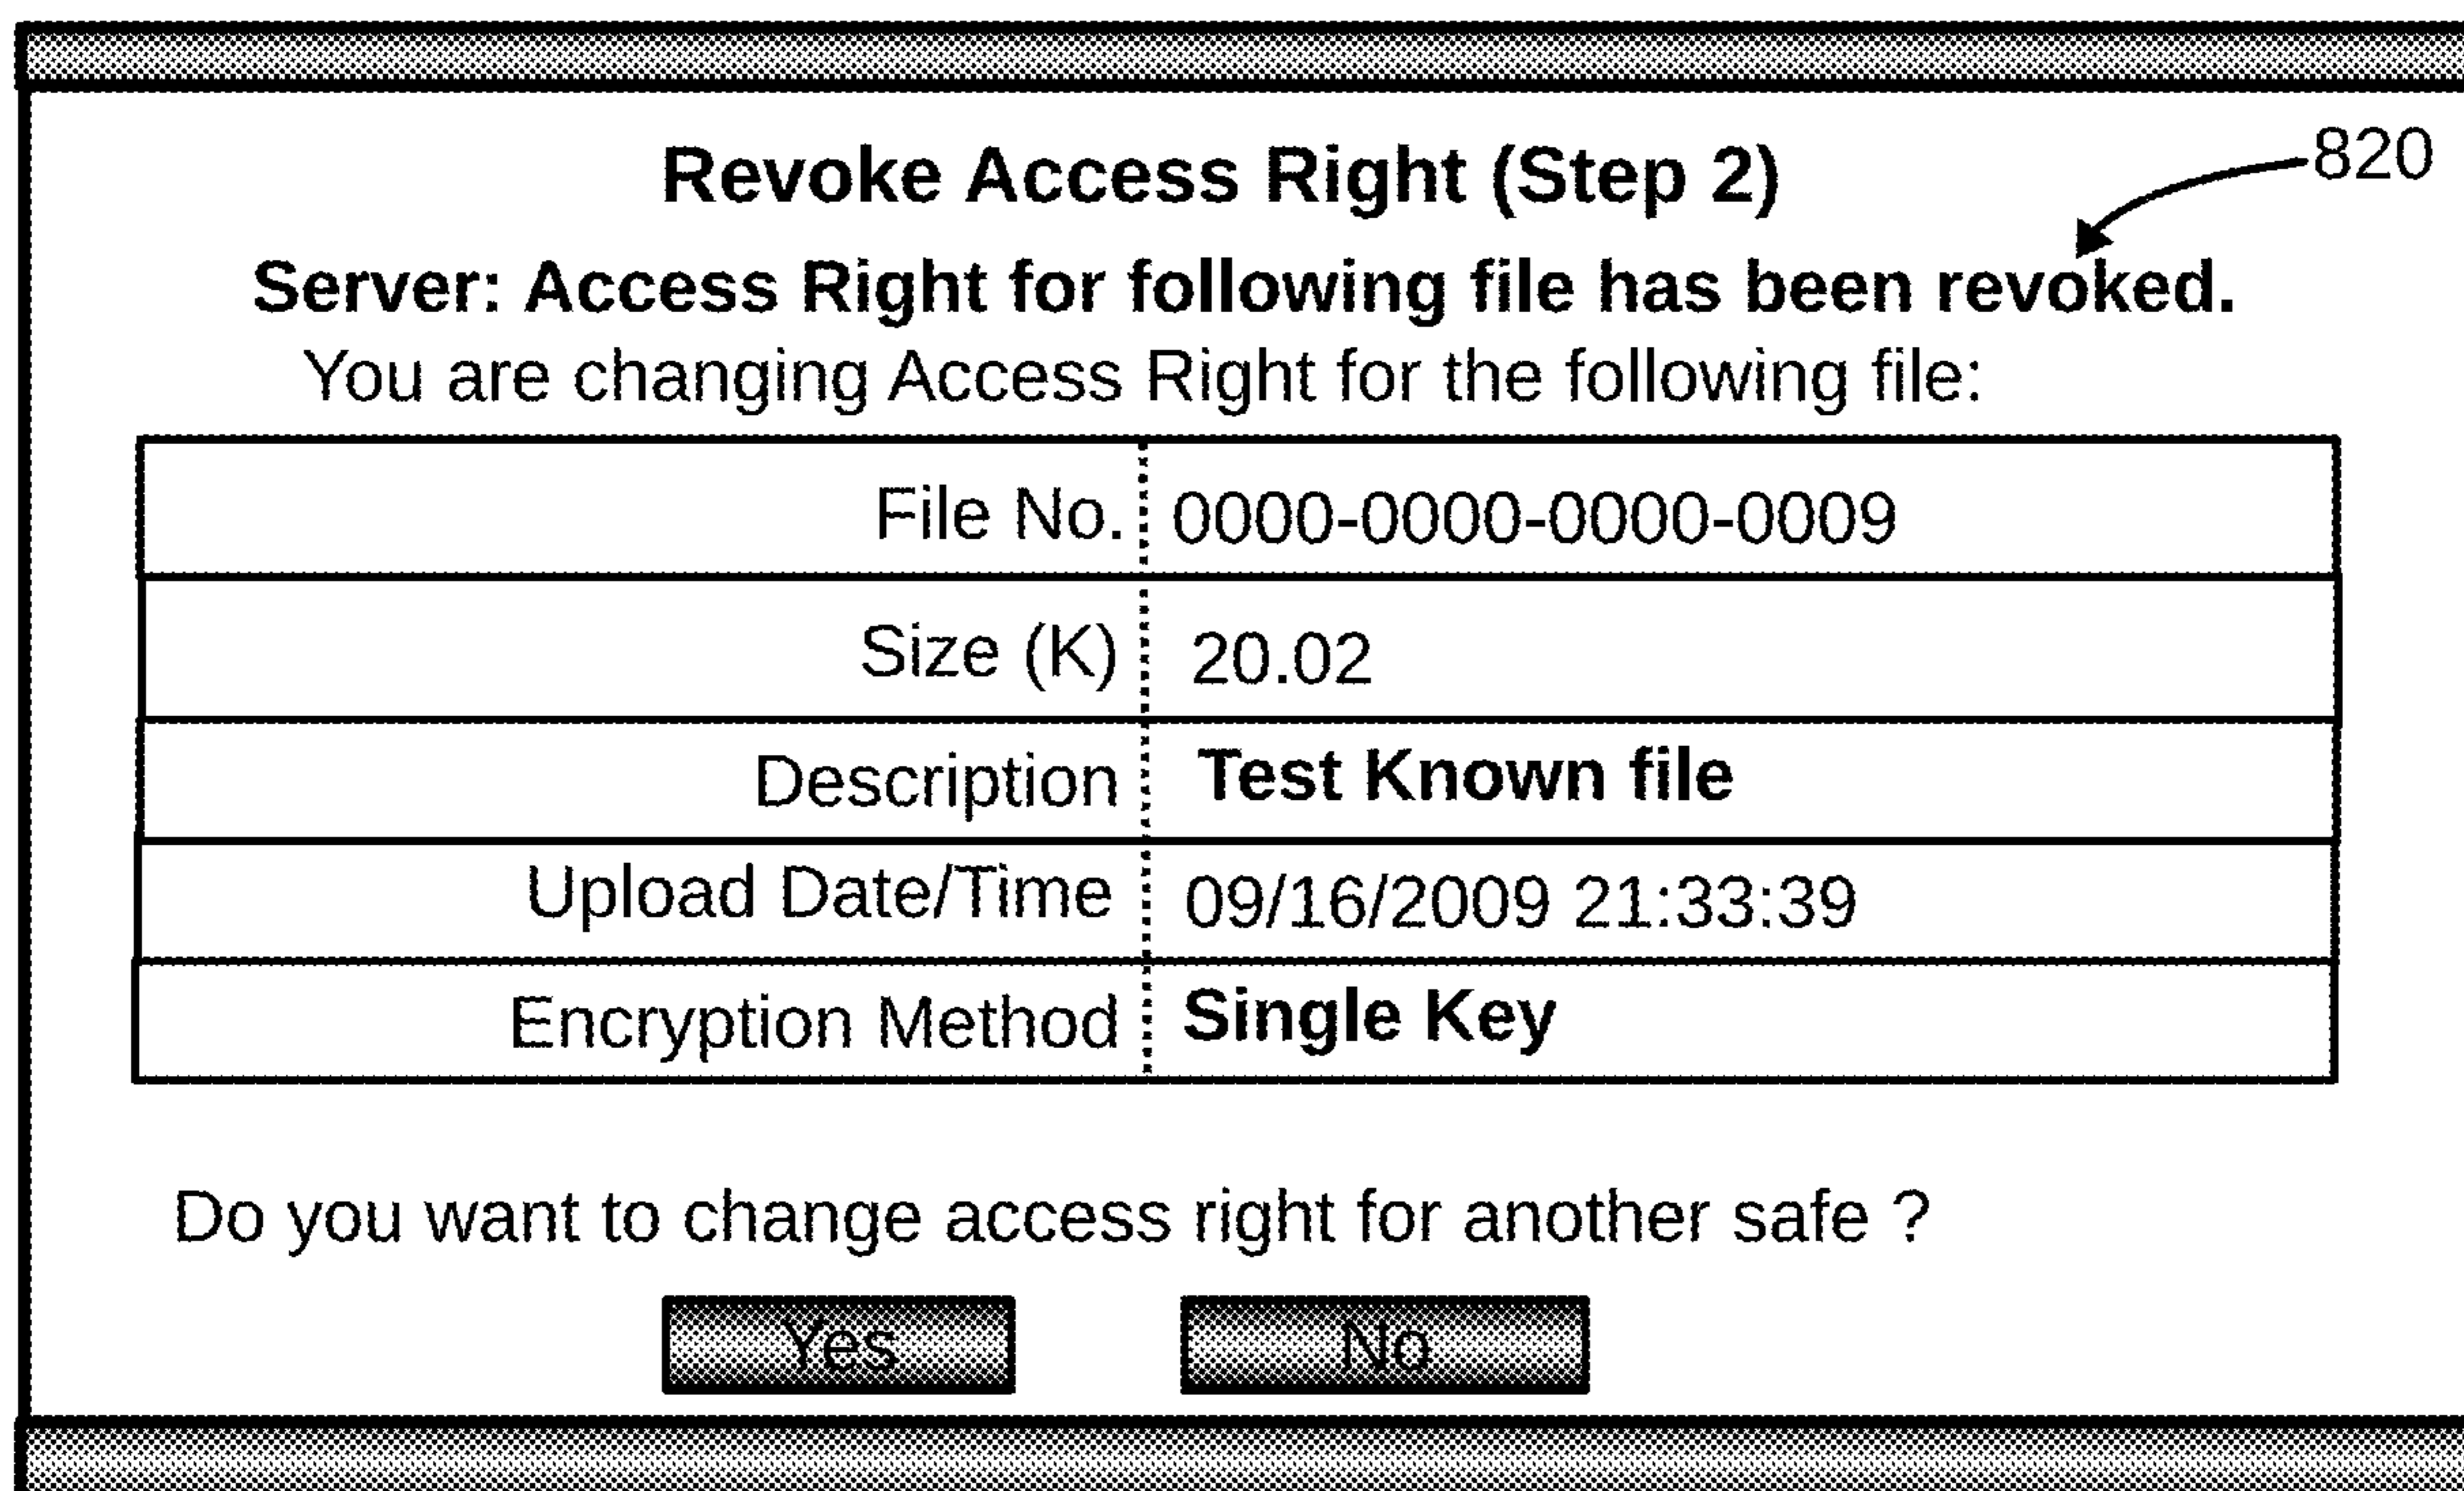 820
Revoke Access Right (Step 2)
Server: Access Right for following file has been revoked.
You are changing Access Right for the following file:
File No. 0000-0000-0000-0009
Size (K) 20.02
Description Test Known file
Upload Date/Time 09/16/2009 21:33:39
Encryption Method Single Key
Do you want to change access right for another safe ?
Yes No